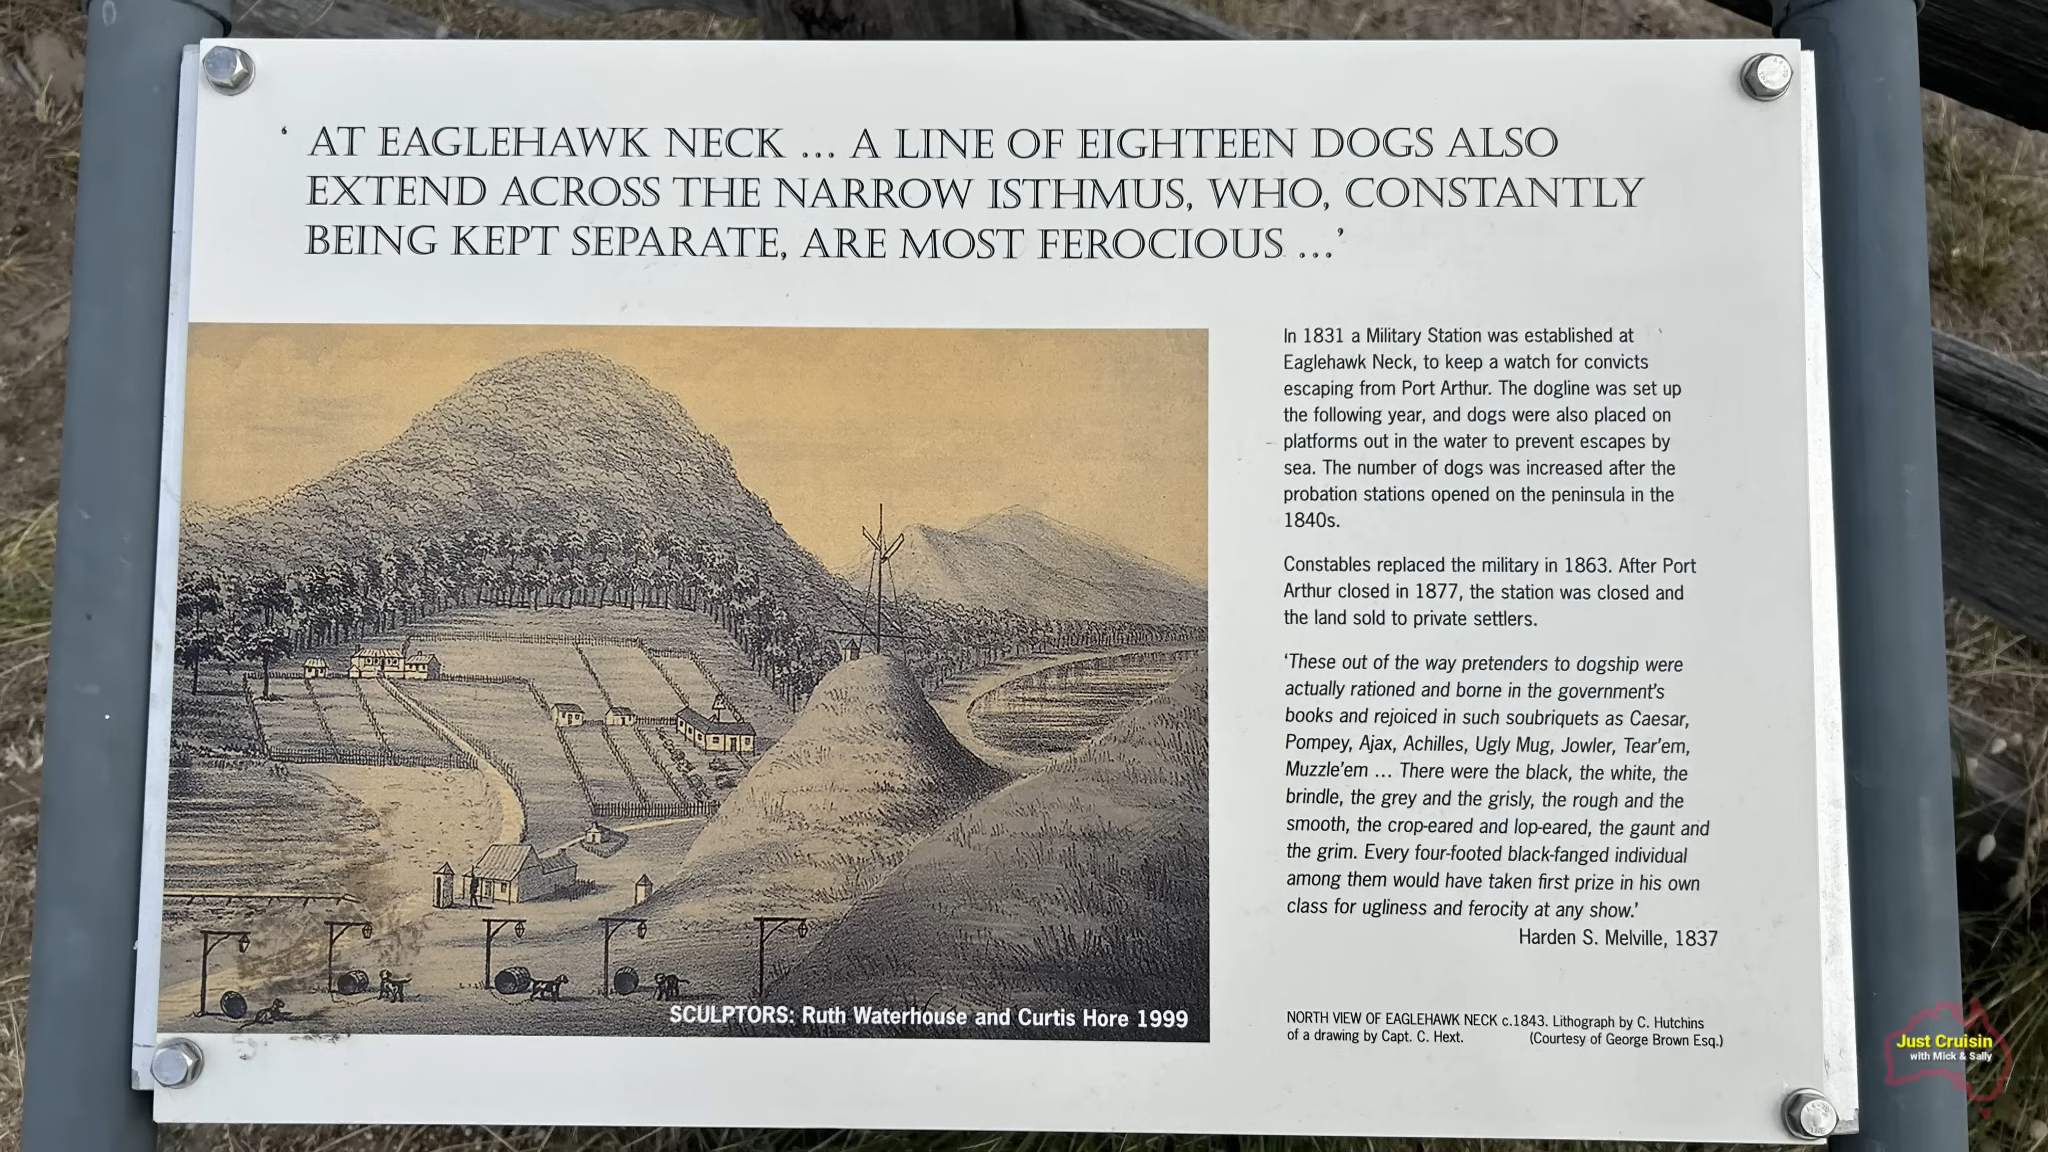 ‘ AT EAGLEHAWK NECK ... A LINE OF EIGHTEEN DOGS ALSO
EXTEND ACROSS THE NARROW ISTHMUS, WHO, CONSTANTLY
BEING KEPT SEPARATE, ARE MOST FEROCIOUS ...’
In 1831 a Military Station was established at
Eaglehawk Neck, to keep a watch for convicts
escaping from Port Arthur. The dogline was set up
the following year, and dogs were also placed on
platforms out in the water to prevent escapes by
sea. The number of dogs was increased after the
probation stations opened on the peninsula in the
1840s.
Constables replaced the military in 1863. After Port
Arthur closed in 1877, the station was closed and
the land sold to private settlers.
‘These out of the way pretenders to dogship were
actually rationed and borne in the government’s
books and rejoiced in such soubriquets as Caesar,
Pompey, Ajax, Achilles, Ugly Mug, Jowler, Tear’em,
Muzzle’em ... There were the black, the white, the
brindle, the grey and the grisly, the rough and the
smooth, the crop-eared and lop-eared, the gaunt and
the grim. Every four-footed black-fanged individual
among them would have taken first prize in his own
class for ugliness and ferocity at any show.’
Harden S. Melville, 1837
SCULPTORS: Ruth Waterhouse and Curtis Hore 1999
NORTH VIEW OF EAGLEHAWK NECK c.1843. Lithograph by C. Hutchins
of a drawing by Capt. C. Hext. (Courtesy of George Brown Esq.)
Just Cruisin
with Mick & Sally